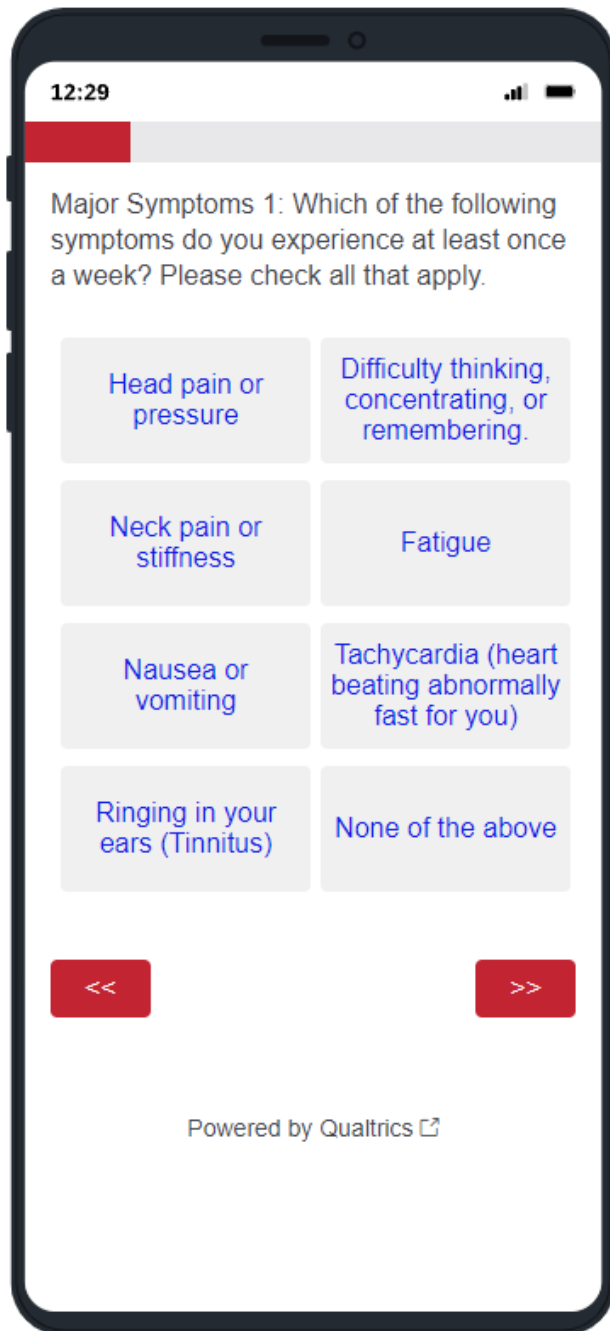 12:29
Major Symptoms 1: Which of the following
symptoms do you experience at least once
a week? Please check all that apply.
Head pain or
pressure
Difficulty thinking,
concentrating, or
remembering.
Neck pain or
stiffness
Fatigue
Nausea or
vomiting
Tachycardia (heart
beating abnormally
fast for you)
Ringing in your
ears (Tinnitus)
None of the above
<<
>>
Powered by Qualtrics